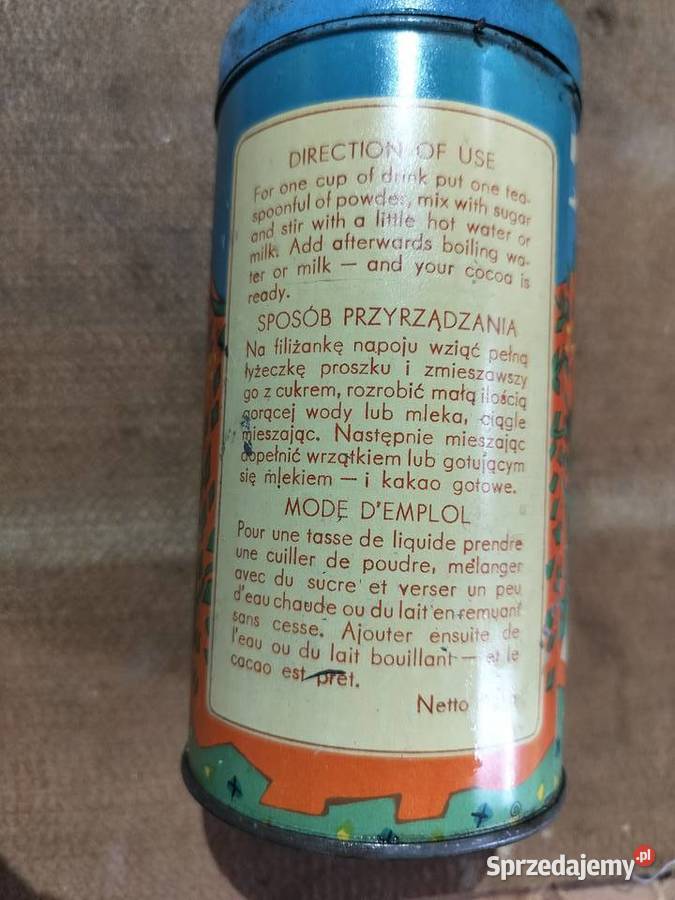 DIRECTION OF USE
For one cup of drink put one tea-
spoonful of powder, mix with sugar
and stir with a little hot water or
milk. Add afterwards boiling wa-
ter or milk — and your cocoa is
ready.
SPOSÓB PRZYRZĄDZANIA
Na filiżankę napoju wziąć pełną
łyżeczkę proszku i zmieszawszy
go z cukrem, rozrobić małą ilością
gorącej wody lub mleka, ciągle
mieszając. Następnie mieszając
dopełnić wrzątkiem lub gotującym
się mlekiem — i kakao gotowe.
MODE D'EMPLOL
Pour une tasse de liquide prendre
une cuiller de poudre, mélanger
avec du sucre et verser un peu
d'eau chaude ou du lait en remuant
sans cesse. Ajouter ensuite de
l'eau ou du lait bouillant — et le
cacao est prêt.
Netto
Sprzedajemy.pl